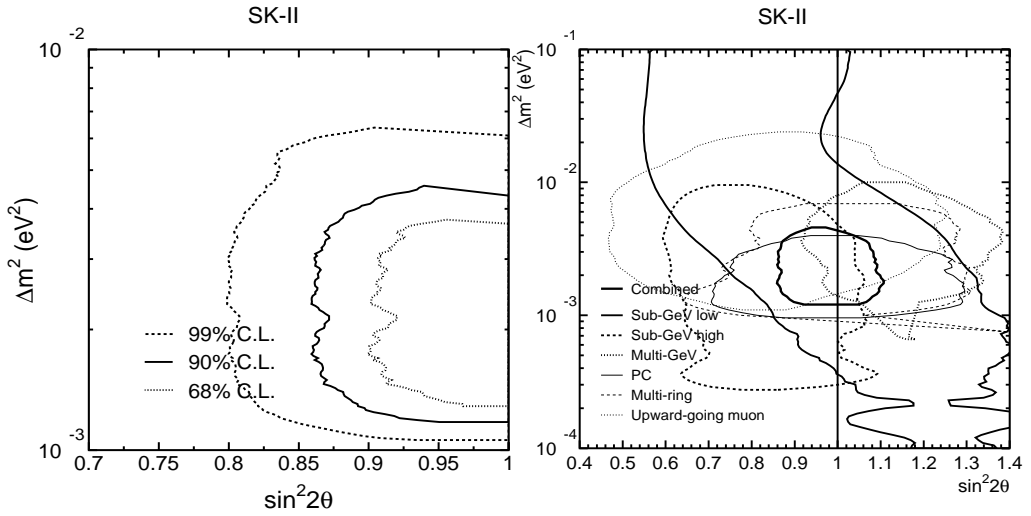 SK-II
10 -2
Δm² (eV²)
99% C.L.
90% C.L.
68% C.L.
10 -3
0.7 0.75 0.8 0.85 0.9 0.95 1
sin²2θ
SK-II
10 -1
Δm² (eV²)
10 -2
10 -3
Combined
Sub-GeV low
Sub-GeV high
Multi-GeV
PC
Multi-ring
Upward-going muon
10 -4
0.4 0.5 0.6 0.7 0.8 0.9 1 1.1 1.2 1.3 1.4
sin²2θ